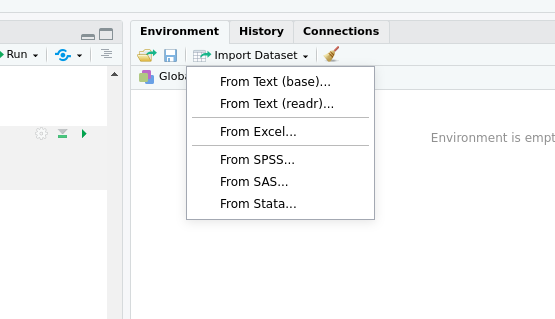 Environment History Connections
Run Import Dataset
Globa
From Text (base)...
From Text (readr)...
From Excel...
From SPSS...
From SAS...
From Stata...
Environment is empt